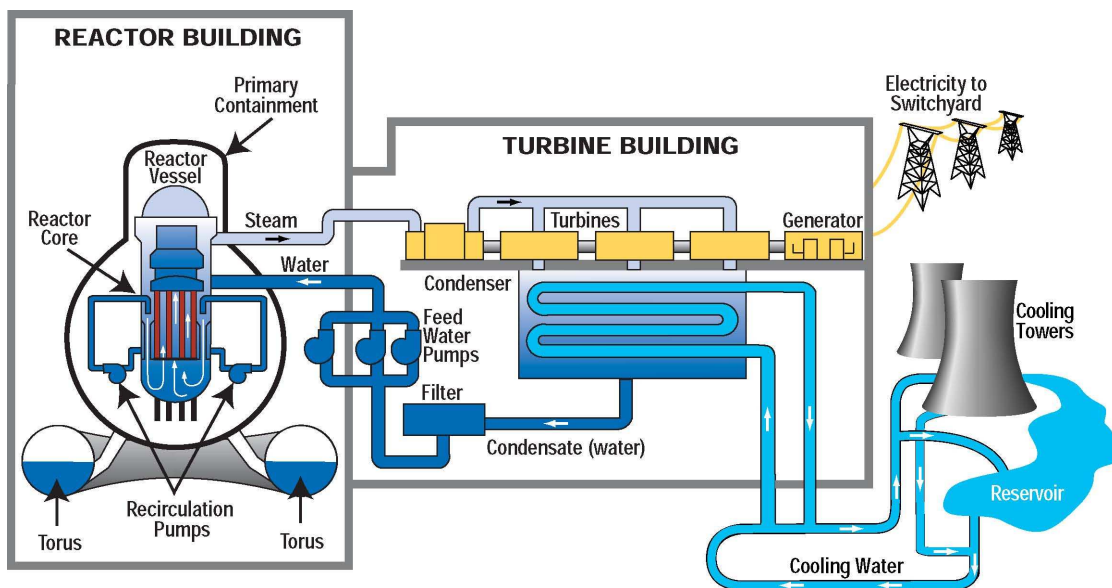 REACTOR BUILDING
Primary
Containment
Reactor
Vessel
Reactor
Core
Steam
Water
Feed
Water
Pumps
Filter
Condensate (water)
Recirculation
Pumps
Torus
Torus
TURBINE BUILDING
Turbines
Generator
Condenser
Electricity to
Switchyard
Cooling
Towers
Reservoir
Cooling Water